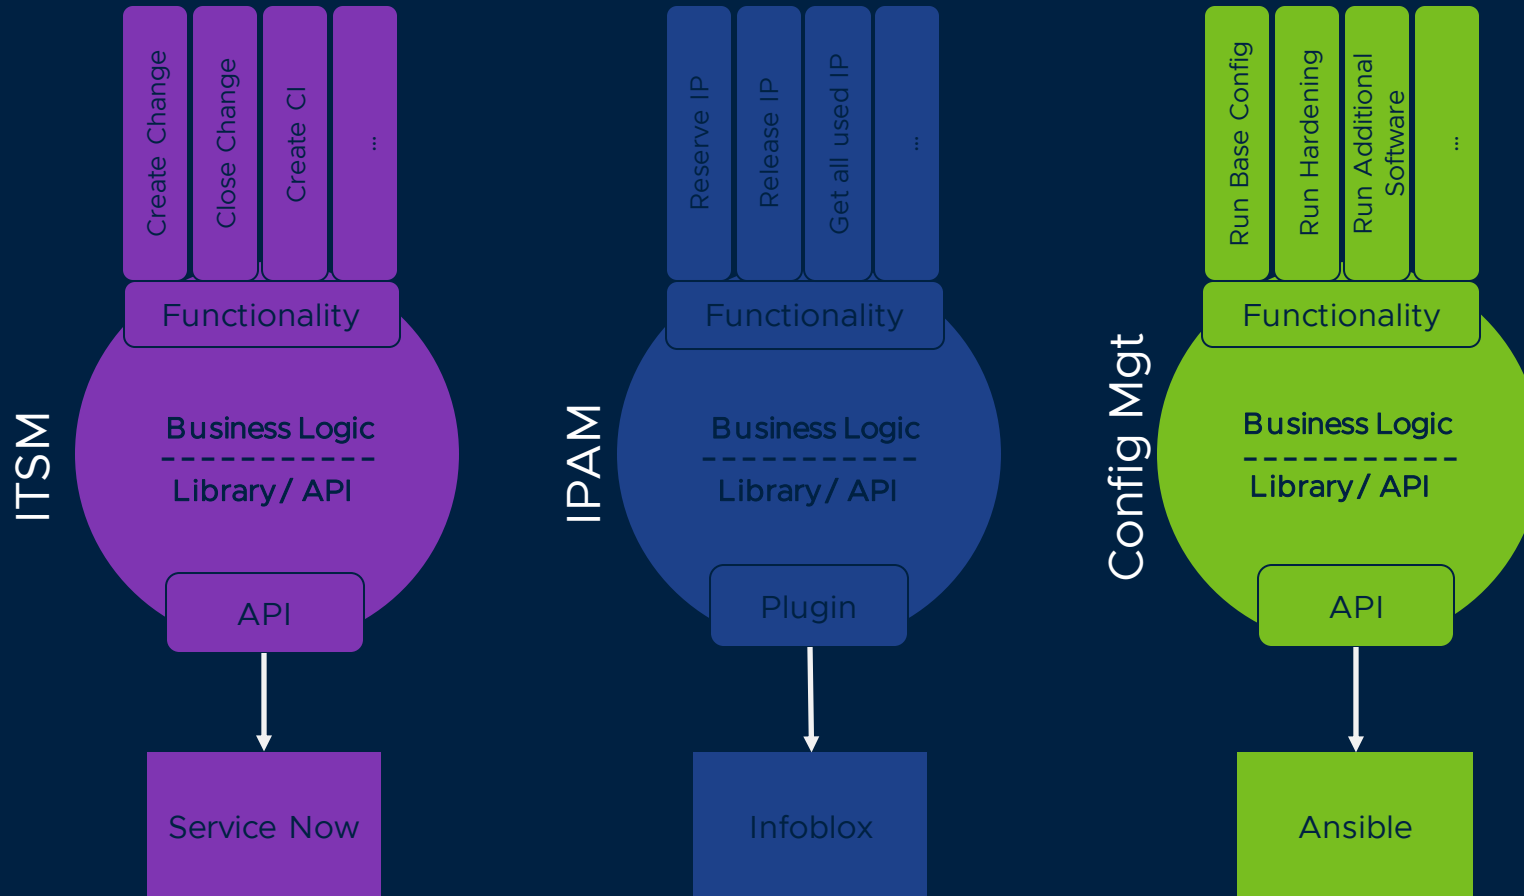 ITSM
Create Change
Close Change
Create CI
...
Functionality
Business Logic
Library / API
API
Service Now
IPAM
Reserve IP
Release IP
Get all used IP
...
Functionality
Business Logic
Library / API
Plugin
Infoblox
Config Mgt
Run Base Config
Run Hardening
Run Additional
Software
...
Functionality
Business Logic
Library / API
API
Ansible